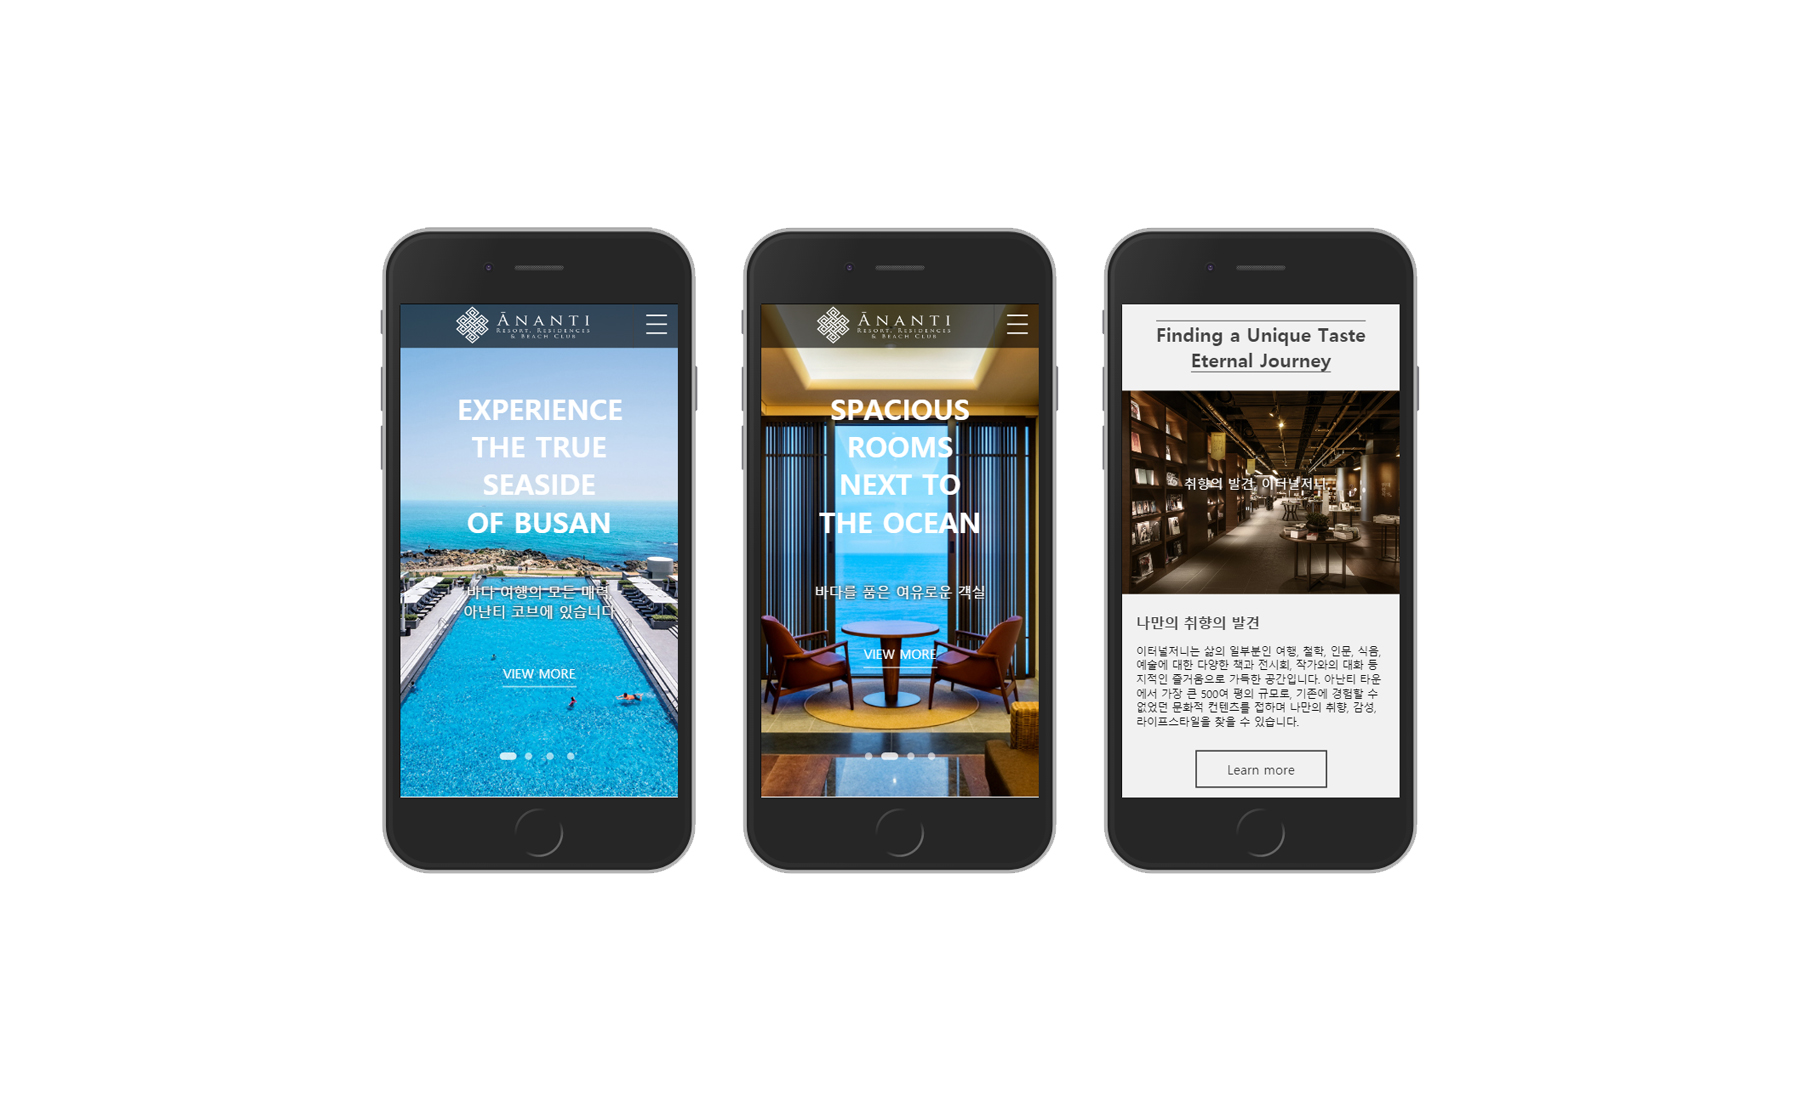 ĀNANTI
RESORT, RESIDENCES
& BEACH CLUB
EXPERIENCE
THE TRUE
SEASIDE
OF BUSAN
바다 여행의 모든 매력
아난티 코브에 있습니다
VIEW MORE
ĀNANTI
RESORT, RESIDENCES
& BEACH CLUB
SPACIOUS
ROOMS
NEXT TO
THE OCEAN
바다를 품은 여유로운 객실
VIEW MORE
Finding a Unique Taste
Eternal Journey
취향의 발견, 이터널저니
나만의 취향의 발견
이터널저니는 삶의 일부분인 여행, 철학, 인문, 식음,
예술에 대한 다양한 책과 전시회, 작가와의 대화 등
지적인 즐거움으로 가득한 공간입니다. 아난티 타운
에서 가장 큰 500여 평의 규모로, 기존에 경험할 수
없었던 문화적 컨텐츠를 접하며 나만의 취향, 감성,
라이프스타일을 찾을 수 있습니다.
Learn more